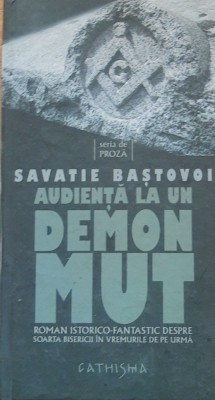 G
seria de
PROZĂ
SAVATIE BAȘTOVOI
AUDIENȚĂ LA UN
DEMON
MUT
ROMAN ISTORICO-FANTASTIC DESPRE
SOARTA BISERICII ÎN VREMURILE DE PE URMĂ
CATHISMA